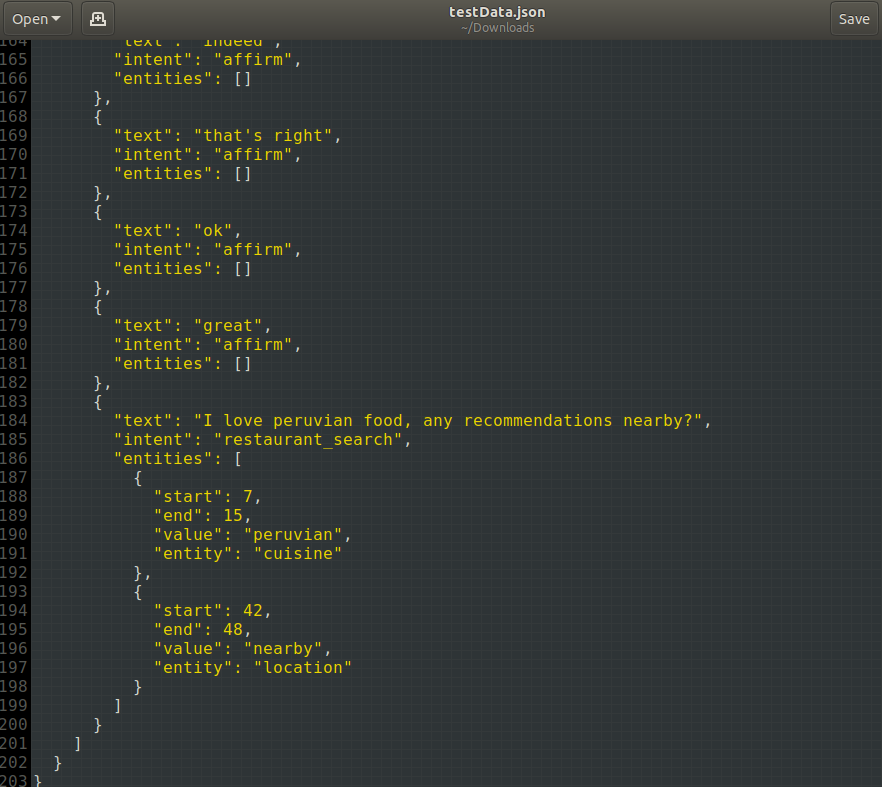 Open
testData.json
~/Downloads
Save
164 "text": "indeed",
165 "intent": "affirm",
166 "entities": []
167 },
168 {
169 "text": "that's right",
170 "intent": "affirm",
171 "entities": []
172 },
173 {
174 "text": "ok",
175 "intent": "affirm",
176 "entities": []
177 },
178 {
179 "text": "great",
180 "intent": "affirm",
181 "entities": []
182 },
183 {
184 "text": "I love peruvian food, any recommendations nearby?",
185 "intent": "restaurant_search",
186 "entities": [
187 {
188 "start": 7,
189 "end": 15,
190 "value": "peruvian",
191 "entity": "cuisine"
192 },
193 {
194 "start": 42,
195 "end": 48,
196 "value": "nearby",
197 "entity": "location"
198 }
199 ]
200 }
201 ]
202 }
203 }